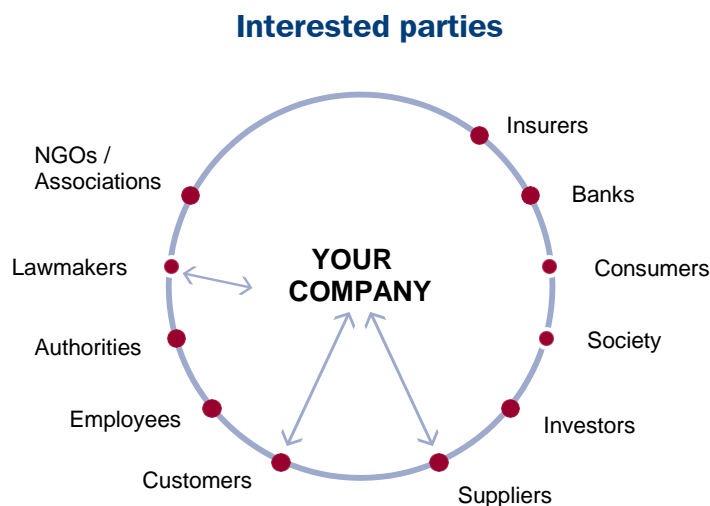 Interested parties
Insurers
NGOs /
Associations
Banks
YOUR
COMPANY
Lawmakers
Consumers
Authorities
Society
Employees
Investors
Customers
Suppliers